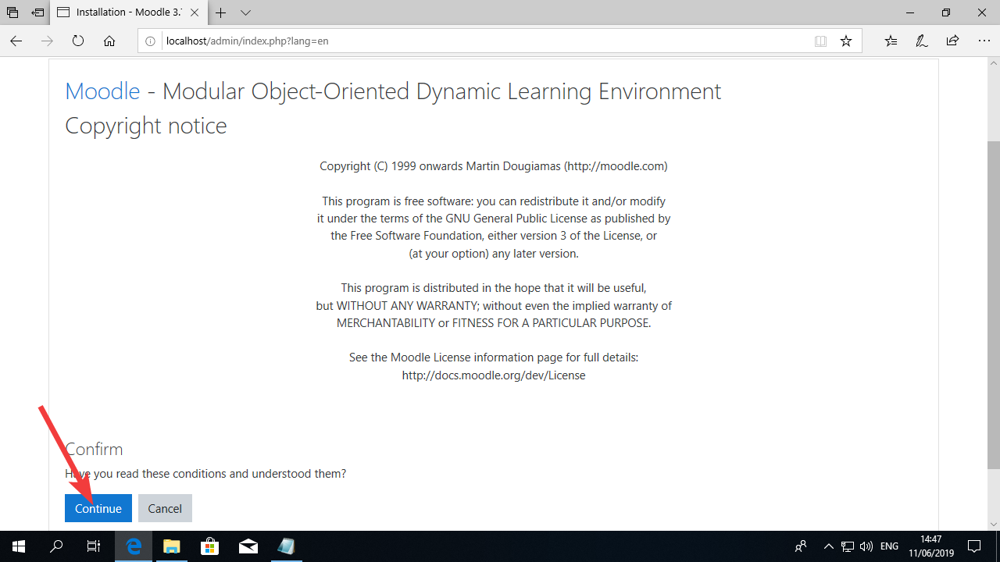 Installation - Moodle 3.
localhost/admin/index.php?lang=en
Moodle - Modular Object-Oriented Dynamic Learning Environment
Copyright notice
Copyright (C) 1999 onwards Martin Dougiamas (http://moodle.com)
This program is free software: you can redistribute it and/or modify
it under the terms of the GNU General Public License as published by
the Free Software Foundation, either version 3 of the License, or
(at your option) any later version.
This program is distributed in the hope that it will be useful,
but WITHOUT ANY WARRANTY; without even the implied warranty of
MERCHANTABILITY or FITNESS FOR A PARTICULAR PURPOSE.
See the Moodle License information page for full details:
http://docs.moodle.org/dev/License
Confirm
Have you read these conditions and understood them?
Continue Cancel
ENG
14:47
11/06/2019